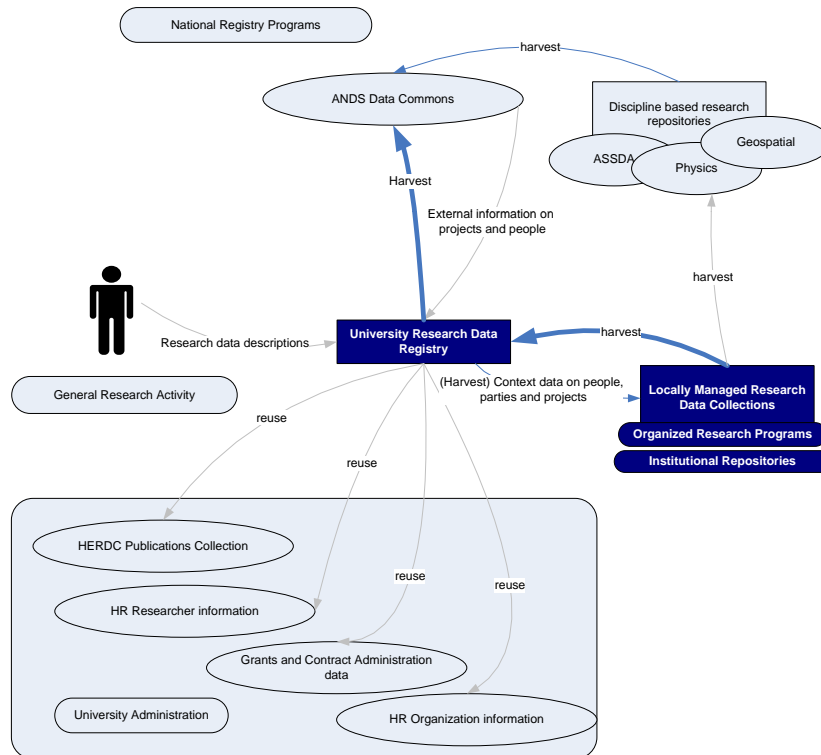 National Registry Programs
harvest
ANDS Data Commons
Discipline based research
repositories
Geospatial
ASSDA
Physics
Harvest
External information on
projects and people
harvest
Research data descriptions
University Research Data
Registry
harvest
General Research Activity
(Harvest) Context data on people,
parties and projects
Locally Managed Research
Data Collections
Organized Research Programs
Institutional Repositories
reuse
reuse
reuse
reuse
HERDC Publications Collection
HR Researcher information
Grants and Contract Administration
data
University Administration
HR Organization information